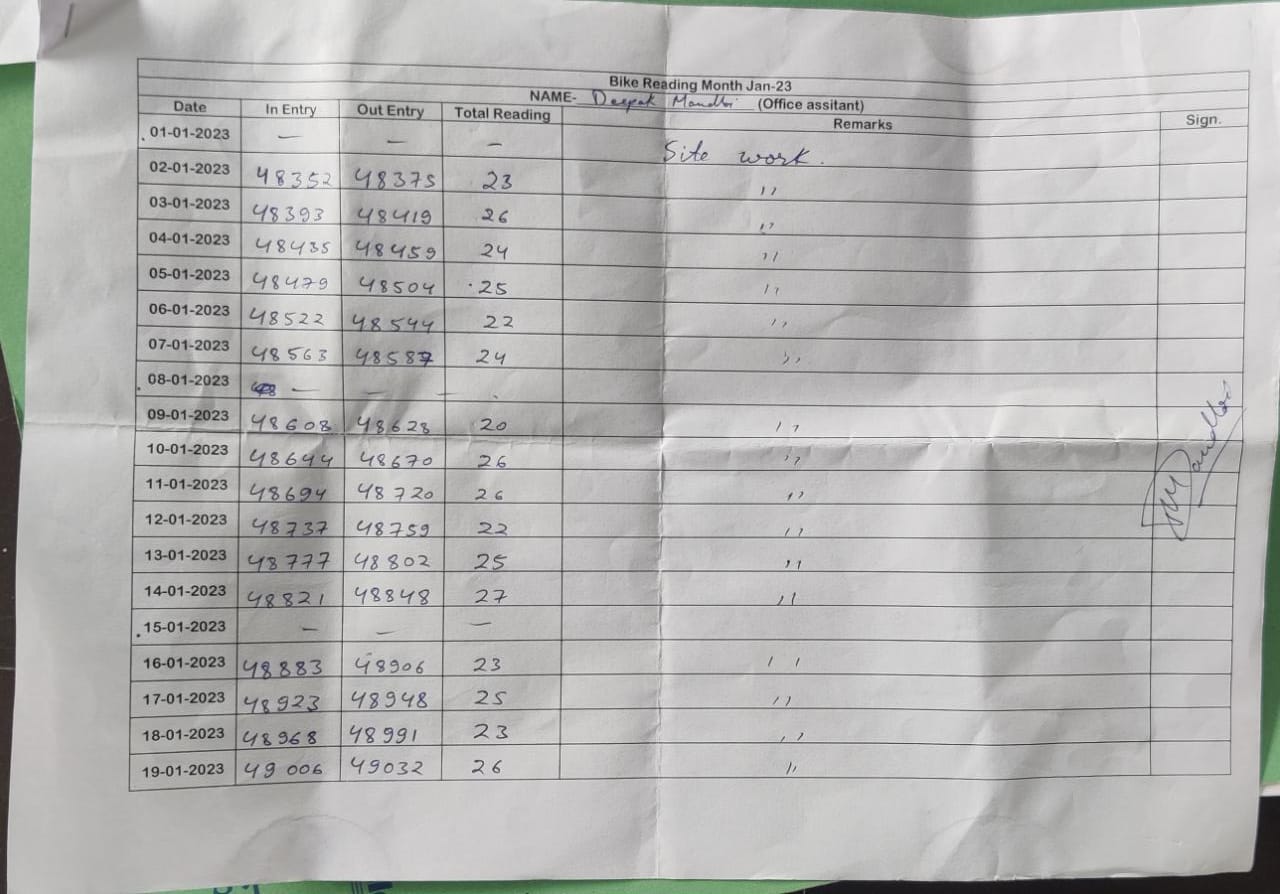 Bike Reading Month Jan-23
NAME- Deepak Mandloi (Office assitant)
Date In Entry Out Entry Total Reading Remarks Sign.
01-01-2023 — — — Site work.
02-01-2023 48352 48375 23 ,,
03-01-2023 48393 48419 26 ,,
04-01-2023 48435 48459 24 ,,
05-01-2023 48479 48504 25 ,,
06-01-2023 48522 48544 22 ,,
07-01-2023 48563 48587 24 ,,
08-01-2023 — — —
09-01-2023 48608 48628 20 ,,
10-01-2023 48644 48670 26 ,,
11-01-2023 48694 48720 26 ,,
12-01-2023 48737 48759 22 ,,
13-01-2023 48777 48802 25 ,,
14-01-2023 48821 48848 27 ,,
15-01-2023 — — —
16-01-2023 48883 48906 23 ,,
17-01-2023 48923 48948 25 ,,
18-01-2023 48968 48991 23 ,,
19-01-2023 49006 49032 26 ,,